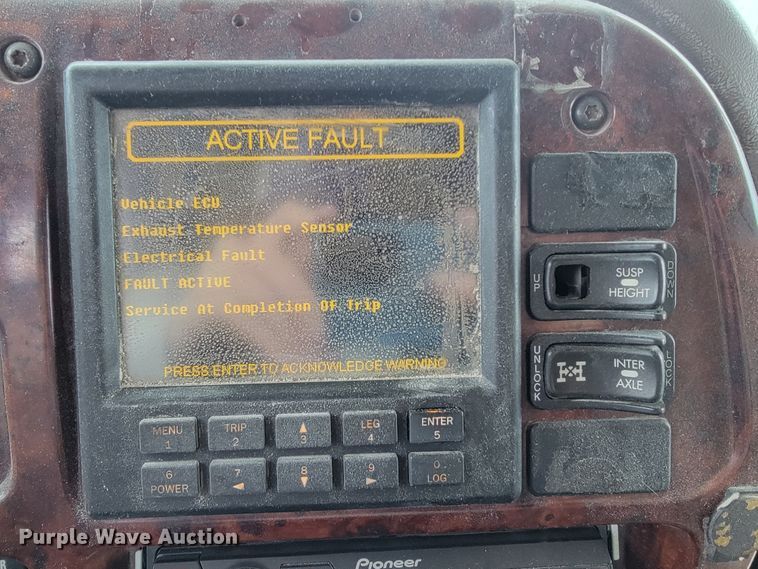 ACTIVE FAULT
Vehicle ECU
Exhaust Temperature Sensor
Electrical Fault
FAULT ACTIVE
Service At Completion Of Trip
PRESS ENTER TO ACKNOWLEDGE WARNING
UP
SUSP
HEIGHT
DOWN
UNLOCK
INTER
AXLE
LOCK
MENU
1
TRIP
2
3
LEG
4
ENTER
5
6
POWER
7
8
9
0
LOG
Purple Wave Auction
Pioneer
R